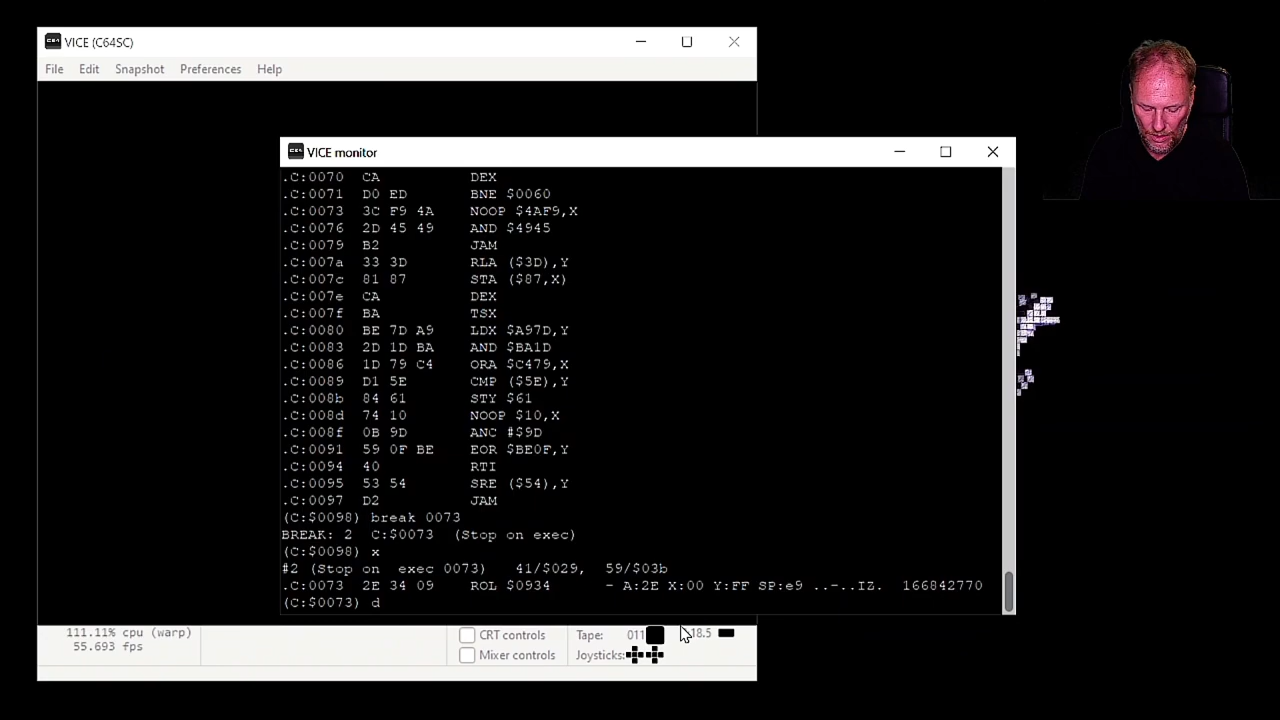 VICE (C64SC)
File Edit Snapshot Preferences Help
VICE monitor
.C:0070 CA DEX
.C:0071 D0 ED BNE $0060
.C:0073 3C F9 4A NOOP $4AF9,X
.C:0076 2D 45 49 AND $4945
.C:0079 B2 JAM
.C:007a 33 3D RLA ($3D),Y
.C:007c 81 87 STA ($87,X)
.C:007e CA DEX
.C:007f BA TSX
.C:0080 BE 7D A9 LDX $A97D,Y
.C:0083 2D 1D BA AND $BA1D
.C:0086 1D 79 C4 ORA $C479,X
.C:0089 D1 5E CMP ($5E),Y
.C:008b 84 61 STY $61
.C:008d 74 10 NOOP $10,X
.C:008f 0B 9D ANC #$9D
.C:0091 59 0F BE EOR $BE0F,Y
.C:0094 40 RTI
.C:0095 53 54 SRE ($54),Y
.C:0097 D2 JAM
(C:$0098) break 0073
BREAK: 2 C:$0073 (Stop on exec)
(C:$0098) x
#2 (Stop on exec 0073) 41/$029, 59/$03b
.C:0073 2E 34 09 ROL $0934 - A:2E X:00 Y:FF SP:e9 ..-..IZ. 166842770
(C:$0073) d
111.11% cpu (warp)
55.693 fps
CRT controls
Mixer controls
Tape: 011
Joysticks:
18.5